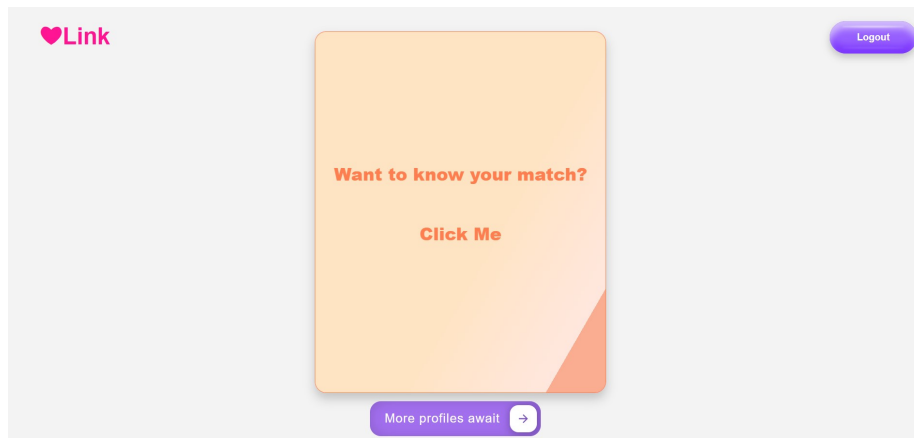 Link
Logout
Want to know your match?
Click Me
More profiles await